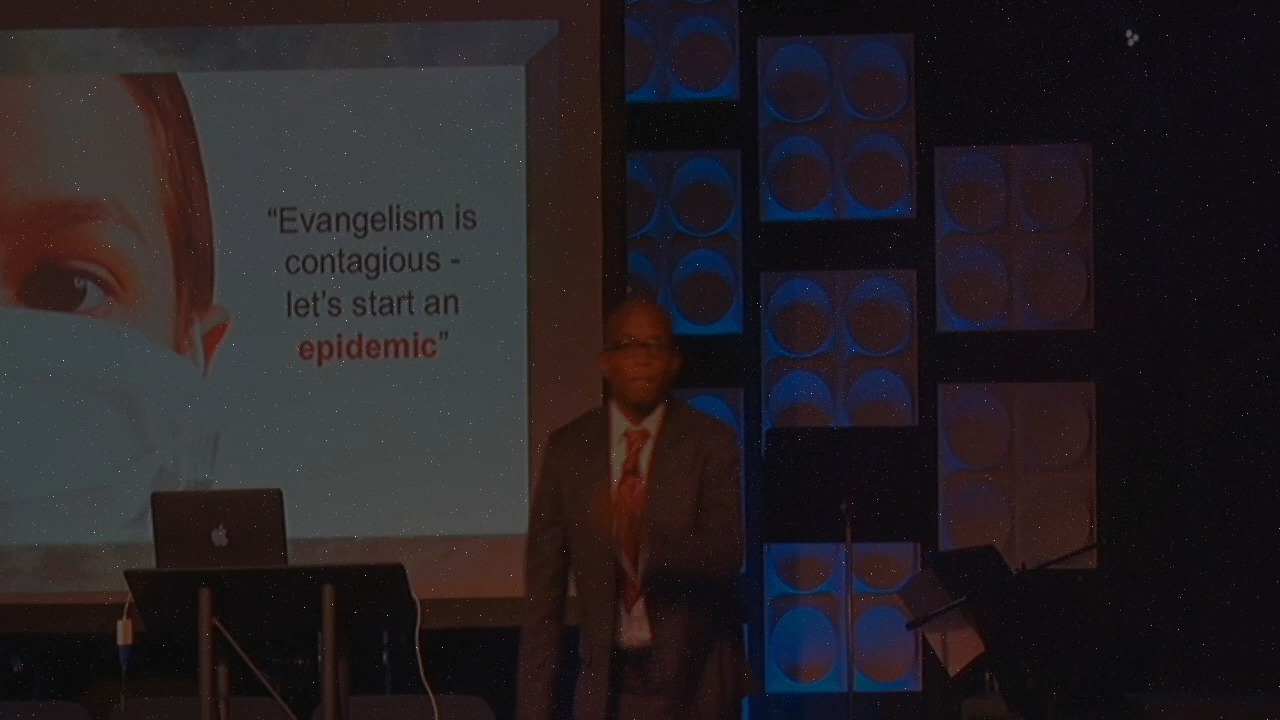 “Evangelism is
contagious -
let’s start an
epidemic”